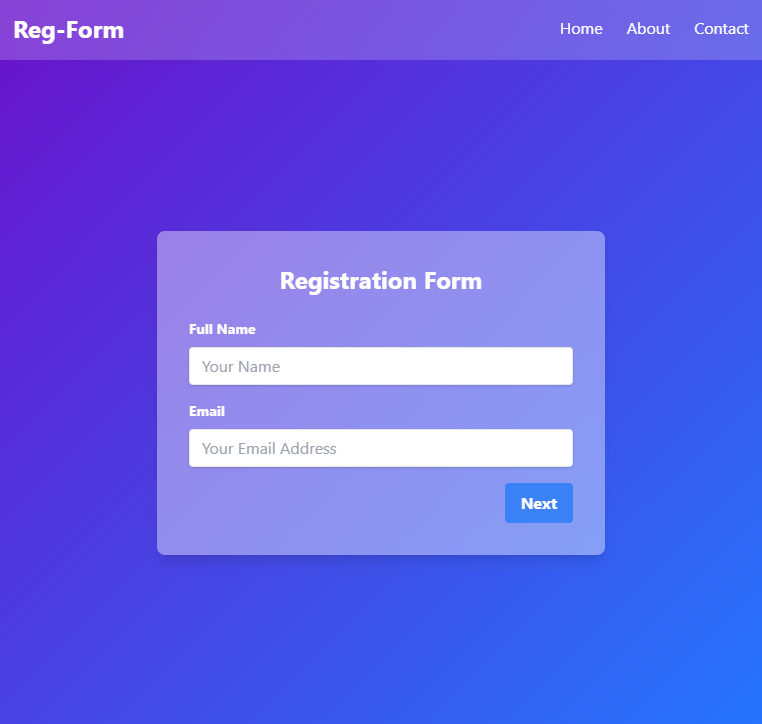 Reg-Form
Home About Contact
Registration Form
Full Name
Your Name
Email
Your Email Address
Next